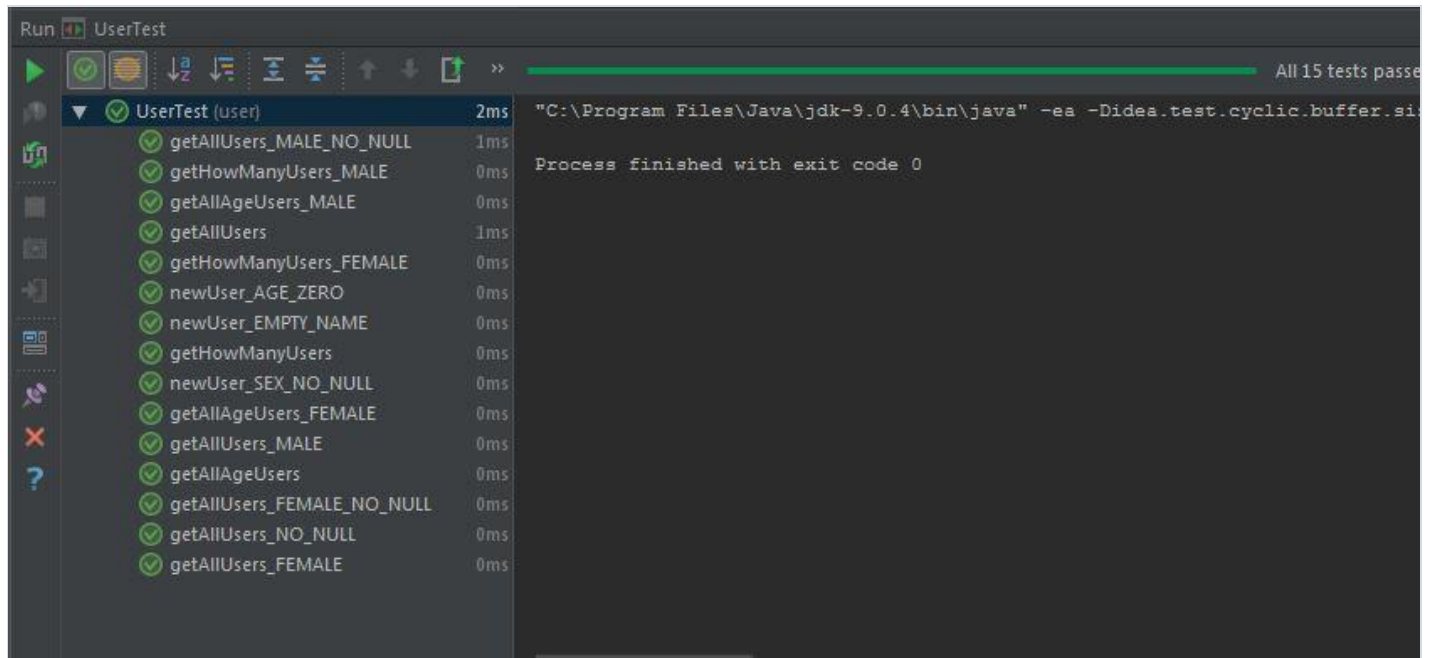 Run UserTest
All 15 tests passe
UserTest (user) 2ms
getAllUsers_MALE_NO_NULL 1ms
getHowManyUsers_MALE 0ms
getAllAgeUsers_MALE 0ms
getAllUsers 1ms
getHowManyUsers_FEMALE 0ms
newUser_AGE_ZERO 0ms
newUser_EMPTY_NAME 0ms
getHowManyUsers 0ms
newUser_SEX_NO_NULL 0ms
getAllAgeUsers_FEMALE 0ms
getAllUsers_MALE 0ms
getAllAgeUsers 0ms
getAllUsers_FEMALE_NO_NULL 0ms
getAllUsers_NO_NULL 0ms
getAllUsers_FEMALE 0ms
"C:\Program Files\Java\jdk-9.0.4\bin\java" -ea -Didea.test.cyclic.buffer.si
Process finished with exit code 0